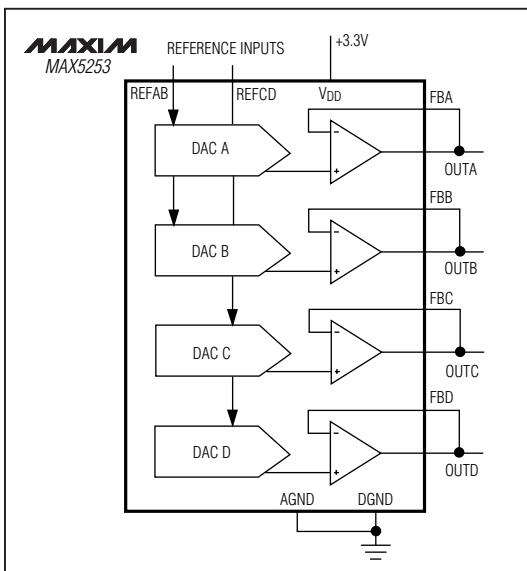 MAXIM
MAX5253
REFERENCE INPUTS
+3.3V
REFAB
REFCD
VDD
FBA
DAC A
-
+
OUTA
FBB
DAC B
-
+
OUTB
FBC
DAC C
-
+
OUTC
FBD
DAC D
-
+
OUTD
AGND
DGND